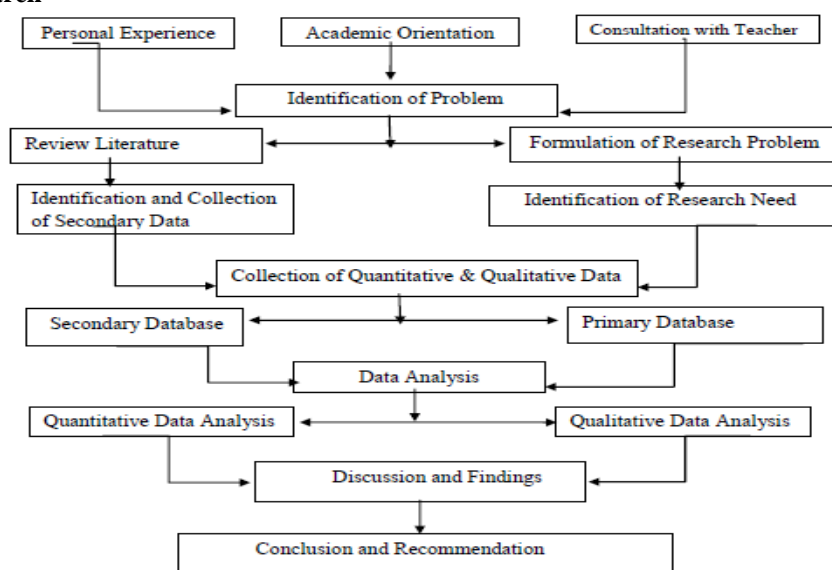 Personal Experience
Academic Orientation
Consultation with Teacher
Identification of Problem
Review Literature
Formulation of Research Problem
Identification and Collection
of Secondary Data
Identification of Research Need
Collection of Quantitative & Qualitative Data
Secondary Database
Primary Database
Data Analysis
Quantitative Data Analysis
Qualitative Data Analysis
Discussion and Findings
Conclusion and Recommendation